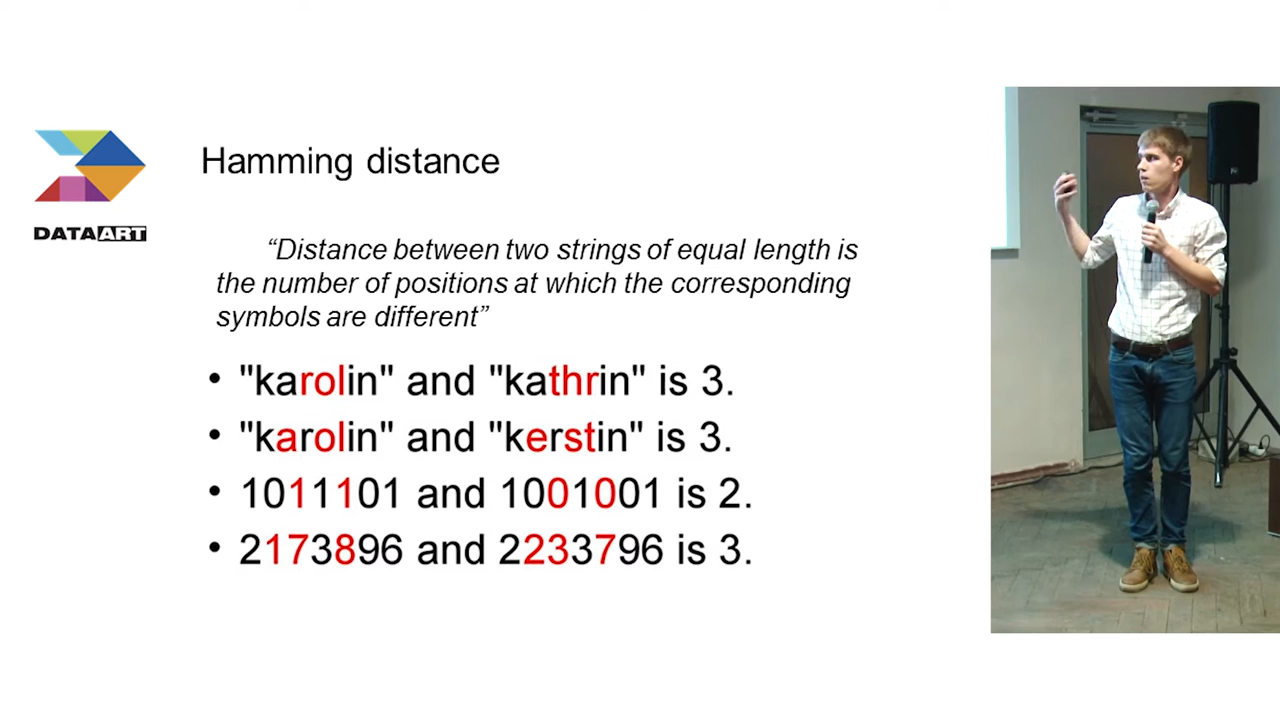 DATAART
Hamming distance
“Distance between two strings of equal length is
the number of positions at which the corresponding
symbols are different”
• "karolin" and "kathrin" is 3.
• "karolin" and "kerstin" is 3.
• 1011101 and 1001001 is 2.
• 2173896 and 2233796 is 3.